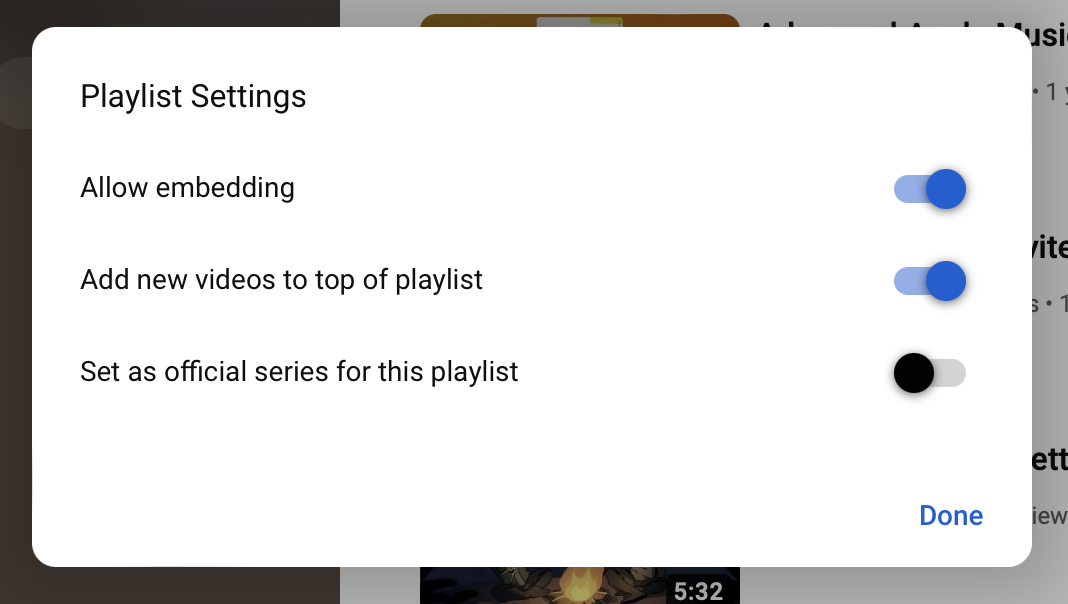 Playlist Settings
Allow embedding
Add new videos to top of playlist
Set as official series for this playlist
Done
5:32